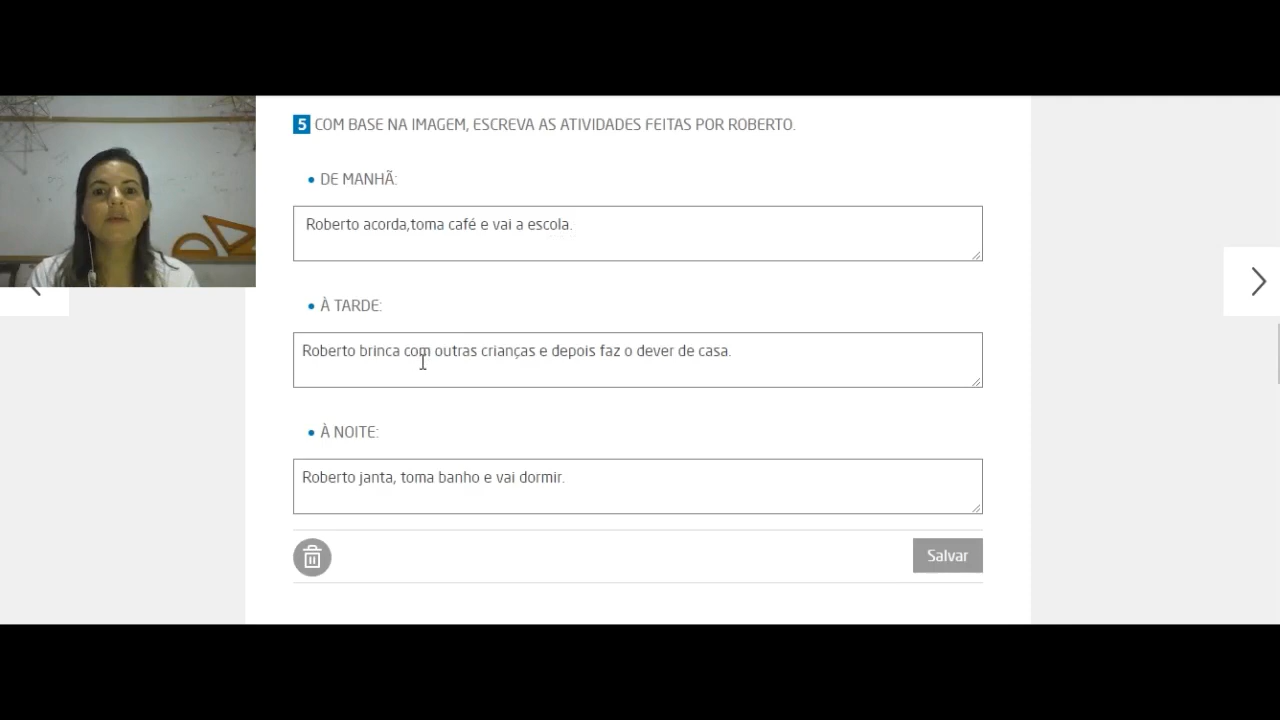 5 COM BASE NA IMAGEM, ESCREVA AS ATIVIDADES FEITAS POR ROBERTO.
• DE MANHÃ:
Roberto acorda,toma café e vai a escola.
• À TARDE:
Roberto brinca com outras crianças e depois faz o dever de casa.
• À NOITE:
Roberto janta, toma banho e vai dormir.
Salvar